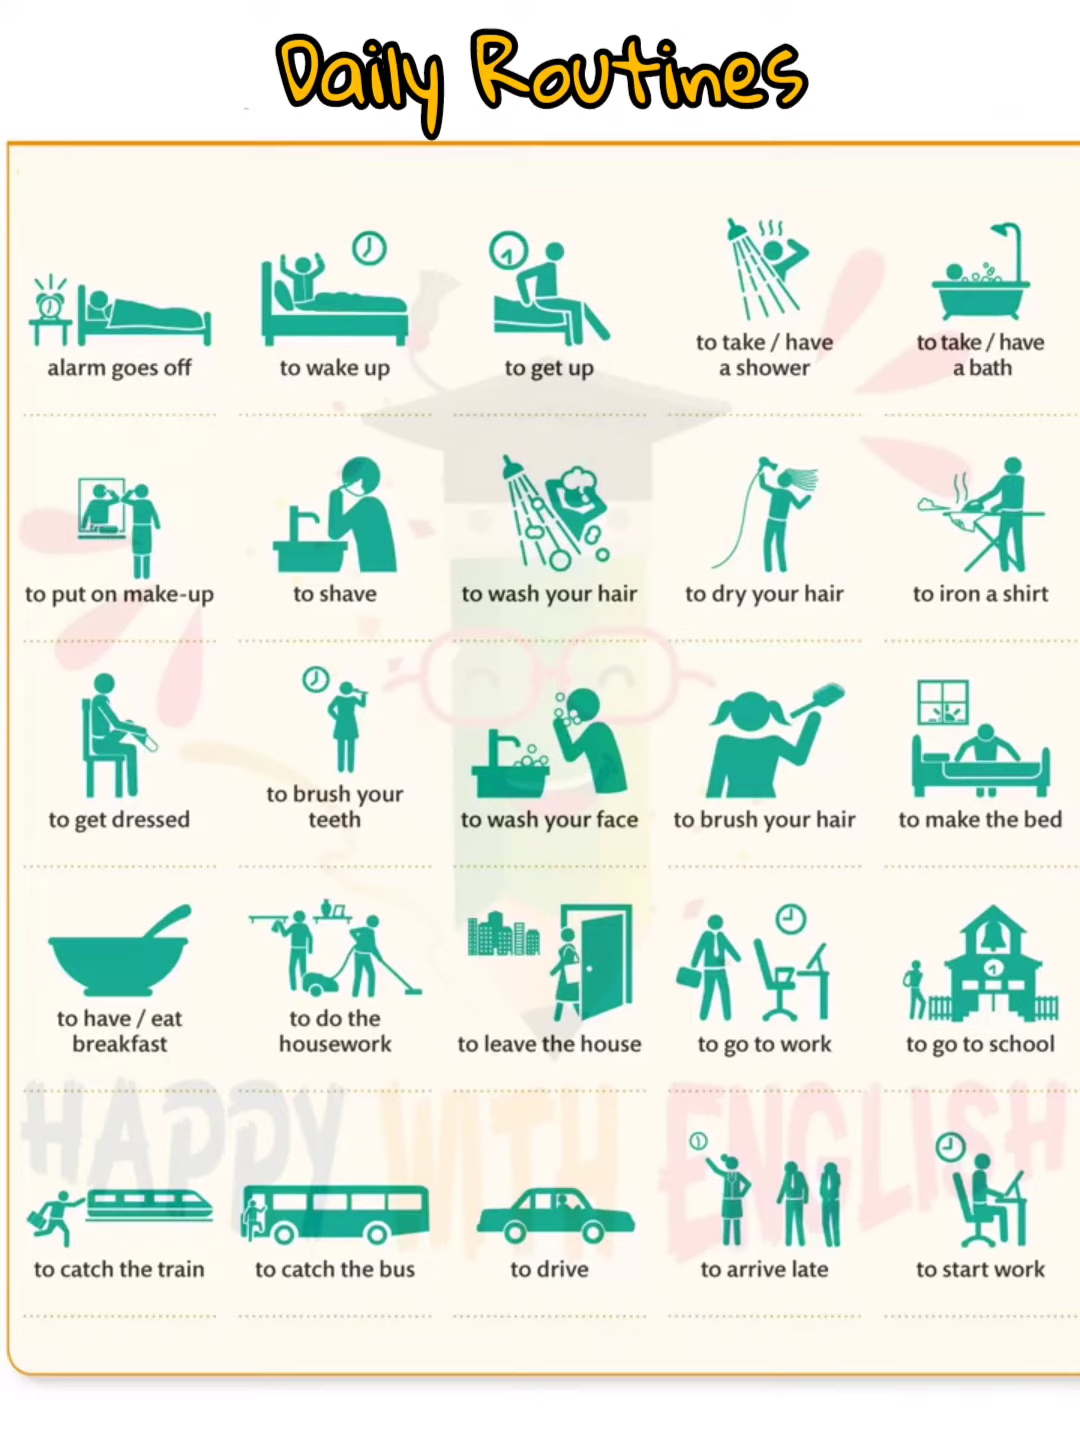 Daily Routines
alarm goes off
to wake up
to get up
to take / have
a shower
to take / have
a bath
to put on make-up
to shave
to wash your hair
to dry your hair
to iron a shirt
to get dressed
to brush your
teeth
to wash your face
to brush your hair
to make the bed
to have / eat
breakfast
to do the
housework
to leave the house
to go to work
to go to school
HAPPY WITH ENGLISH
to catch the train
to catch the bus
to drive
to arrive late
to start work